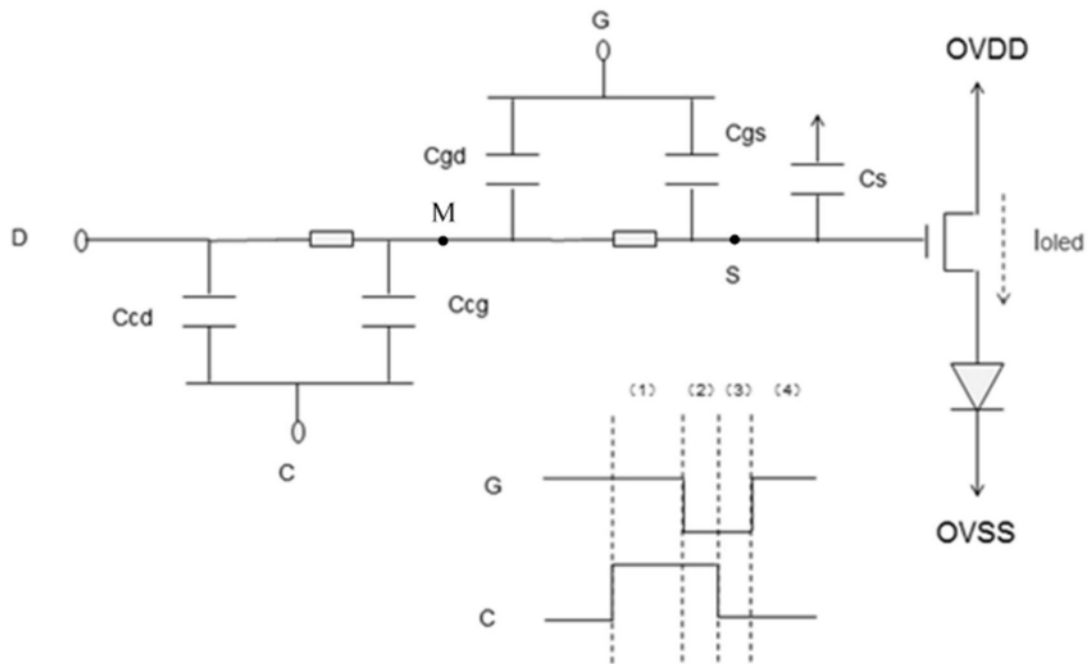 G
OVDD
Cgd
Cgs
Cs
M
D
S
Ioled
Ccd
Ccg
C
(1) (2) (3) (4)
G
OVSS
C